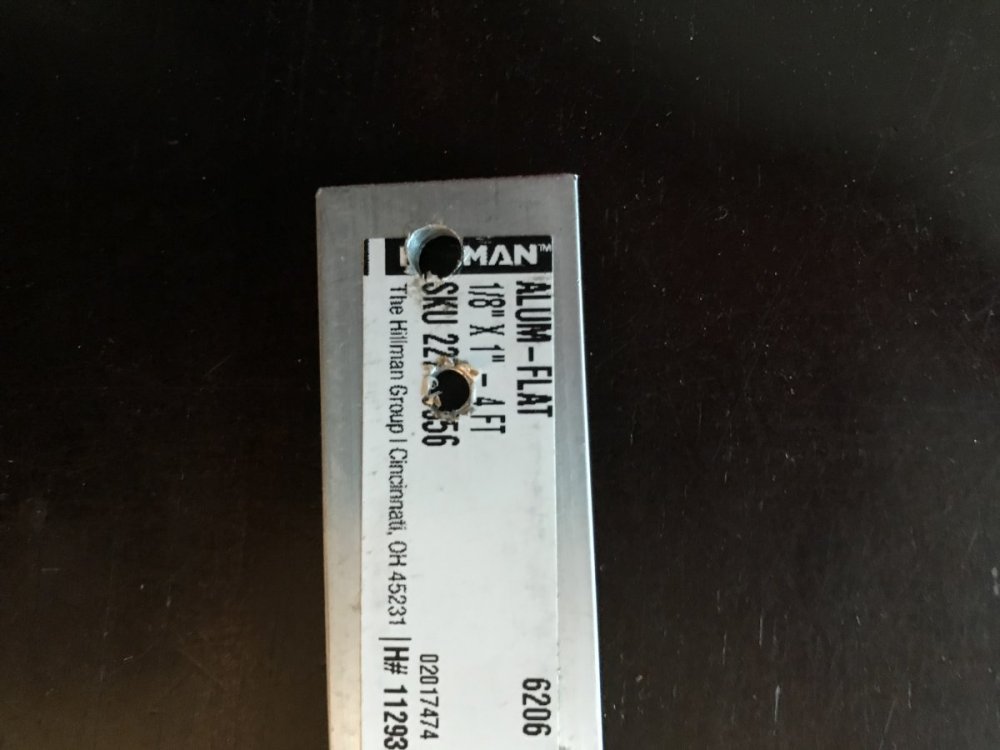 MAN™
ALUM-FLAT
1/8" X 1" - 4 FT
SKU 22
56
The Hillman Group | Cincinnati, OH 45231 | H# 11293
02017474
6206